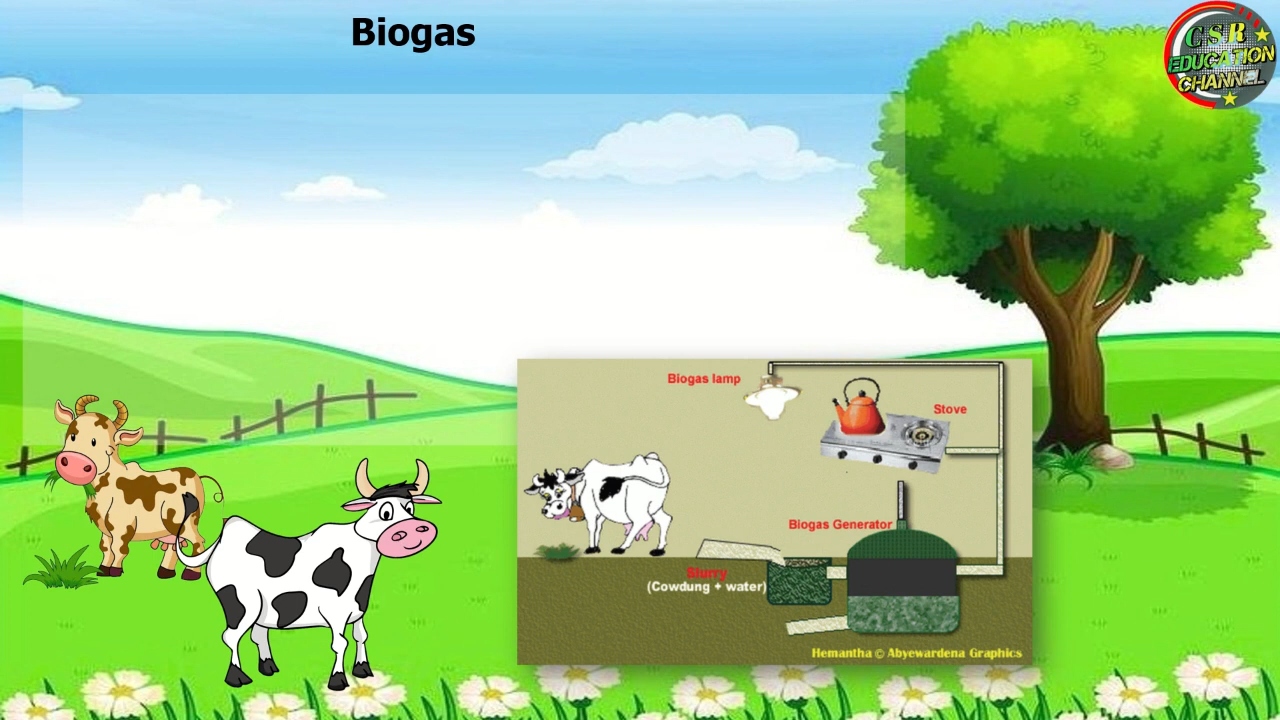 Biogas
CSR
EDUCATION
CHANNEL
Biogas lamp
Stove
Biogas Generator
Slurry
(Cowdung + water)
Hemantha © Abyewardena Graphics